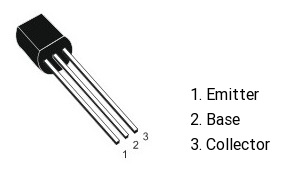 1. Emitter
2. Base
3. Collector
3
2
1